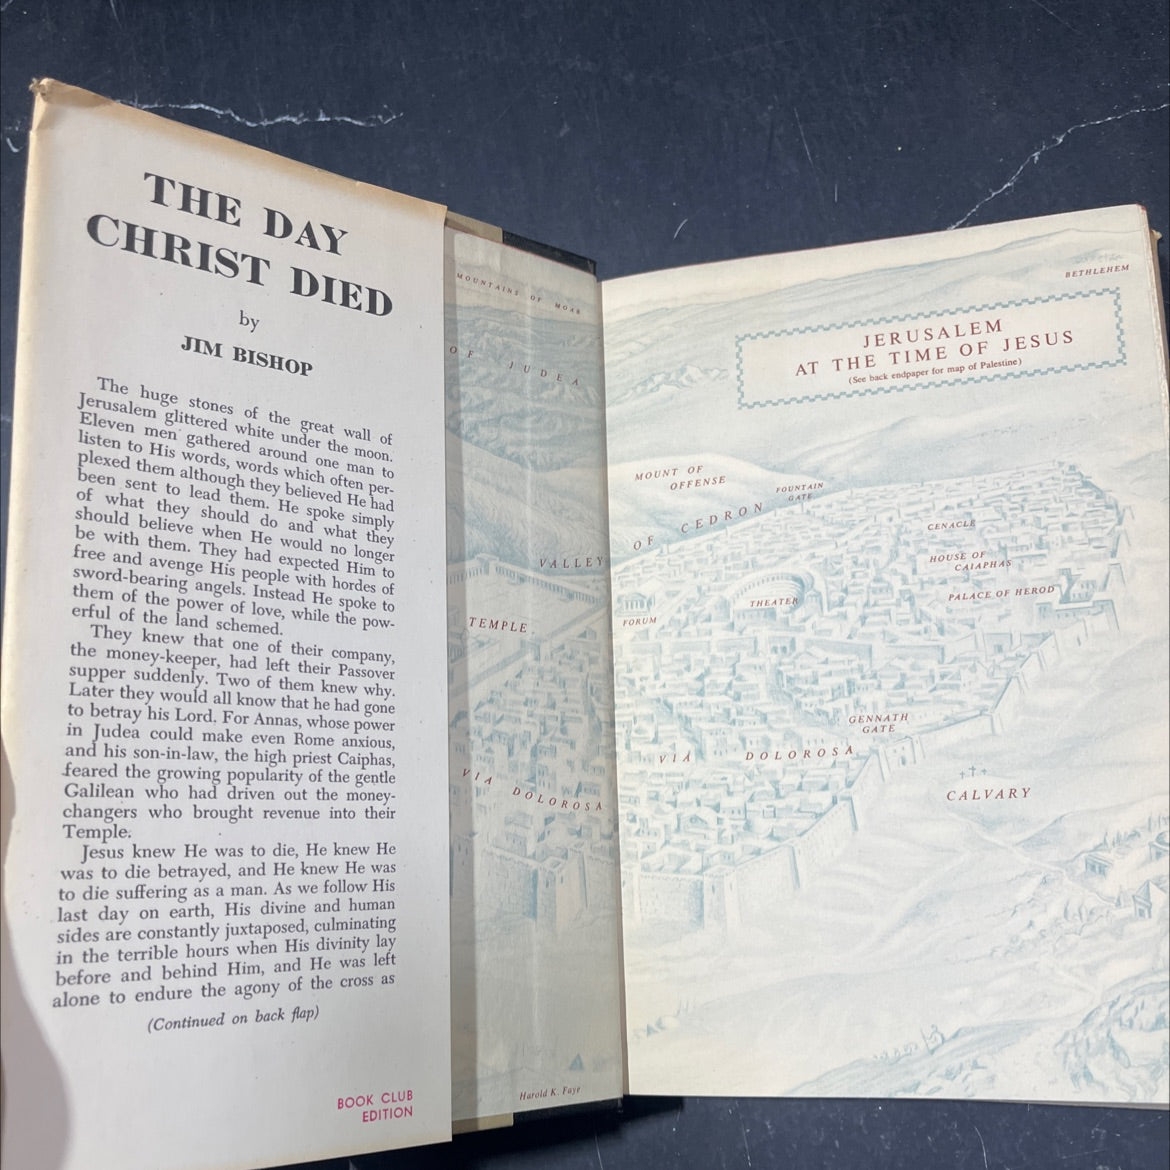 THE DAY
CHRIST DIED
by
JIM BISHOP
The huge stones of the great wall of
Jerusalem glittered white under the moon.
Eleven men gathered around one man to
listen to His words, words which often per-
plexed them although they believed He had
been sent to lead them. He spoke simply
of what they should do and what they
should believe when He would no longer
be with them. They had expected Him to
free and avenge His people with hordes of
sword-bearing angels. Instead He spoke to
them of the power of love, while the pow-
erful of the land schemed.
They knew that one of their company,
the money-keeper, had left their Passover
supper suddenly. Two of them knew why.
Later they would all know that he had gone
to betray his Lord. For Annas, whose power
in Judea could make even Rome anxious,
and his son-in-law, the high priest Caiphas,
feared the growing popularity of the gentle
Galilean who had driven out the money-
changers who brought revenue into their
Temple.
Jesus knew He was to die, He knew He
was to die betrayed, and He knew He was
to die suffering as a man. As we follow His
last day on earth, His divine and human
sides are constantly juxtaposed, culminating
in the terrible hours when His divinity lay
before and behind Him, and He was left
alone to endure the agony of the cross as
(Continued on back flap)
BOOK CLUB
EDITION
MOUNTAINS OF MOAB
OF JUDEA
VALLEY OF CEDRON
TEMPLE
VIA DOLOROSA
Harold K. Faye
BETHLEHEM
JERUSALEM
AT THE TIME OF JESUS
(See back endpaper for map of Palestine)
MOUNT OF
OFFENSE
FOUNTAIN
GATE
CENACLE
HOUSE OF
CAIAPHAS
PALACE OF HEROD
THEATER
FORUM
GENNATH
GATE
VIA DOLOROSA
CALVARY